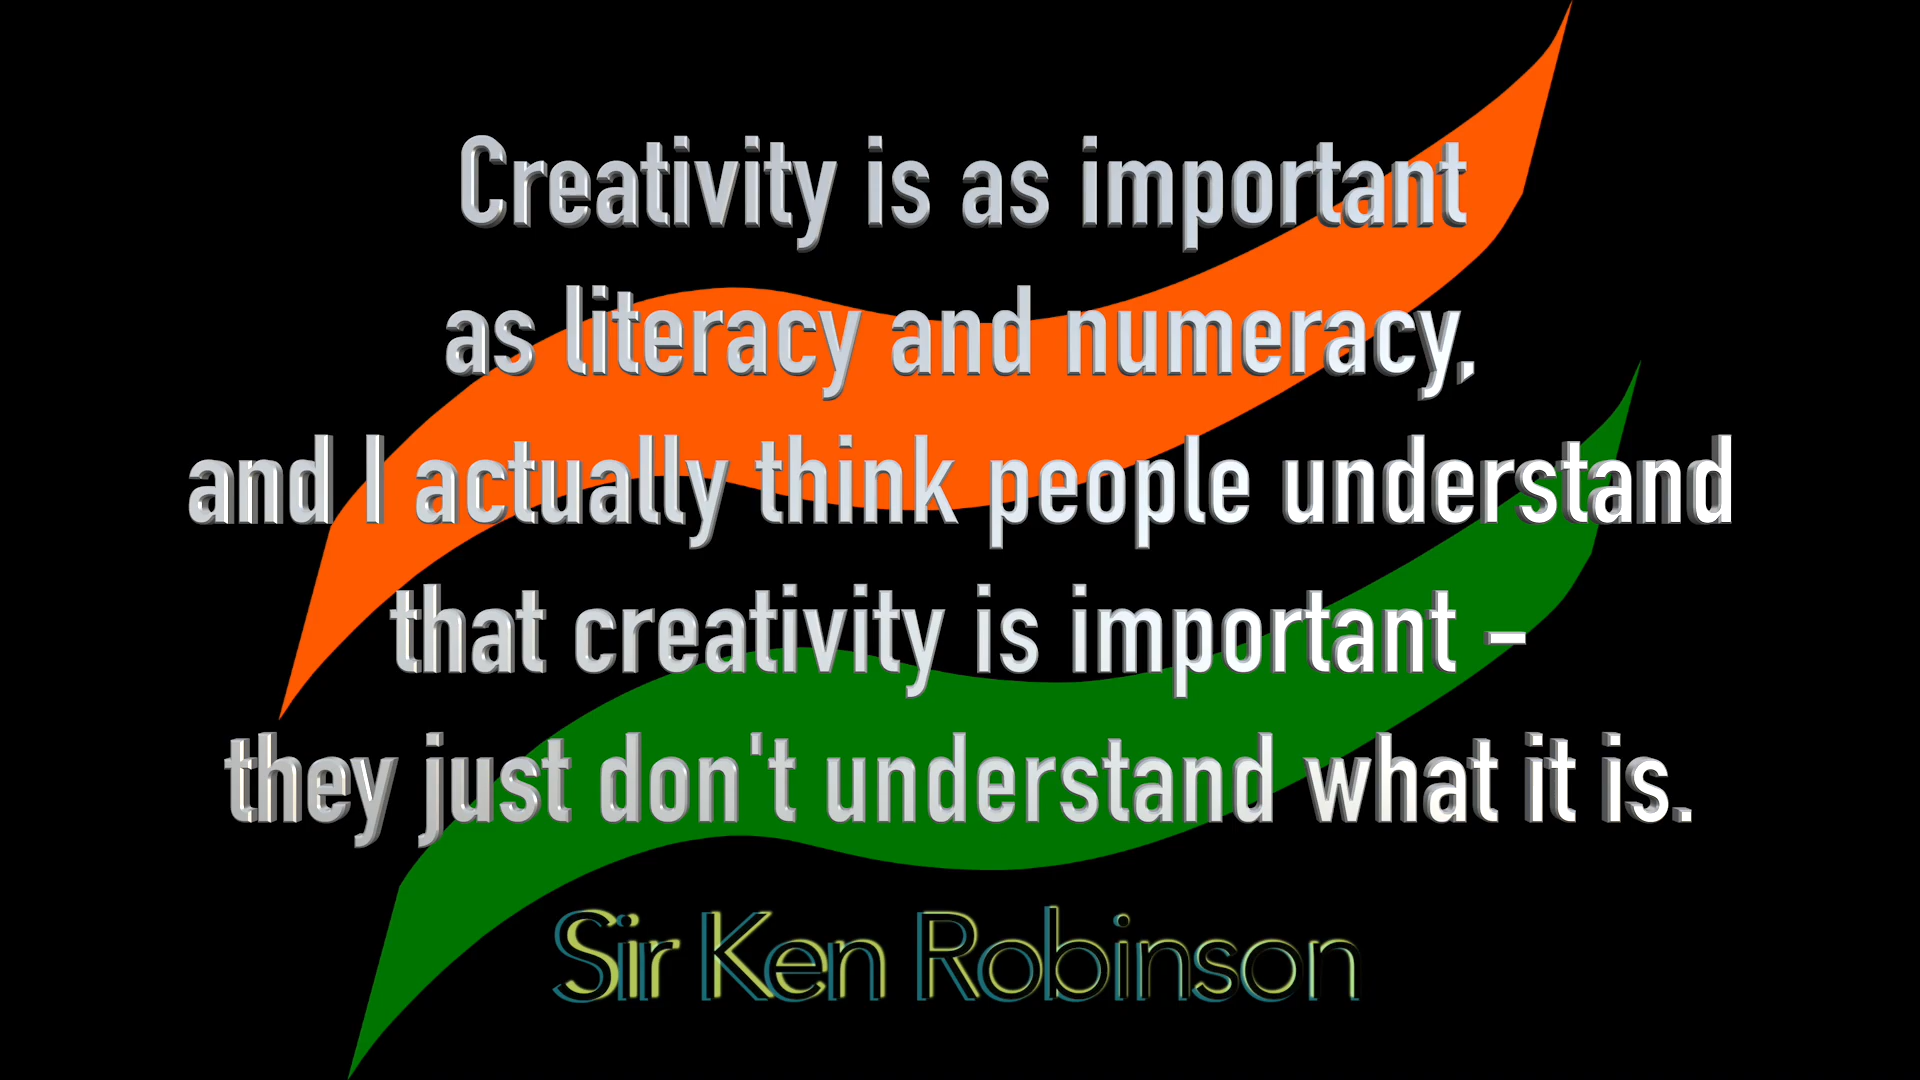 Creativity is as important
as literacy and numeracy,
and I actually think people understand
that creativity is important –
they just don't understand what it is.
Sir Ken Robinson